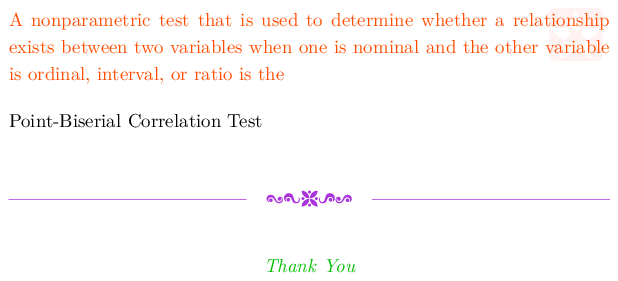 A nonparametric test that is used to determine whether a relationship
exists between two variables when one is nominal and the other variable
is ordinal, interval, or ratio is the
Point-Biserial Correlation Test
Thank You